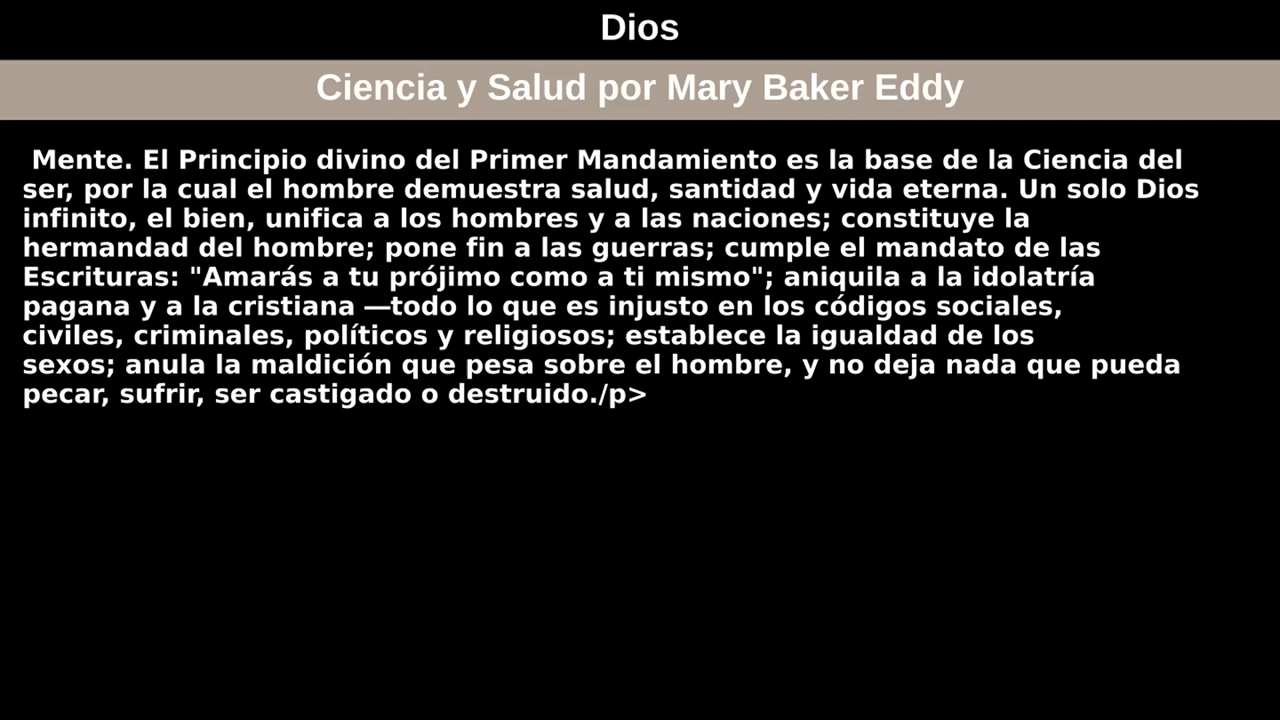 Dios
Ciencia y Salud por Mary Baker Eddy
Mente. El Principio divino del Primer Mandamiento es la base de la Ciencia del
ser, por la cual el hombre demuestra salud, santidad y vida eterna. Un solo Dios
infinito, el bien, unifica a los hombres y a las naciones; constituye la
hermandad del hombre; pone fin a las guerras; cumple el mandato de las
Escrituras: "Amarás a tu prójimo como a ti mismo"; aniquila a la idolatría
pagana y a la cristiana —todo lo que es injusto en los códigos sociales,
civiles, criminales, políticos y religiosos; establece la igualdad de los
sexos; anula la maldición que pesa sobre el hombre, y no deja nada que pueda
pecar, sufrir, ser castigado o destruido./p>